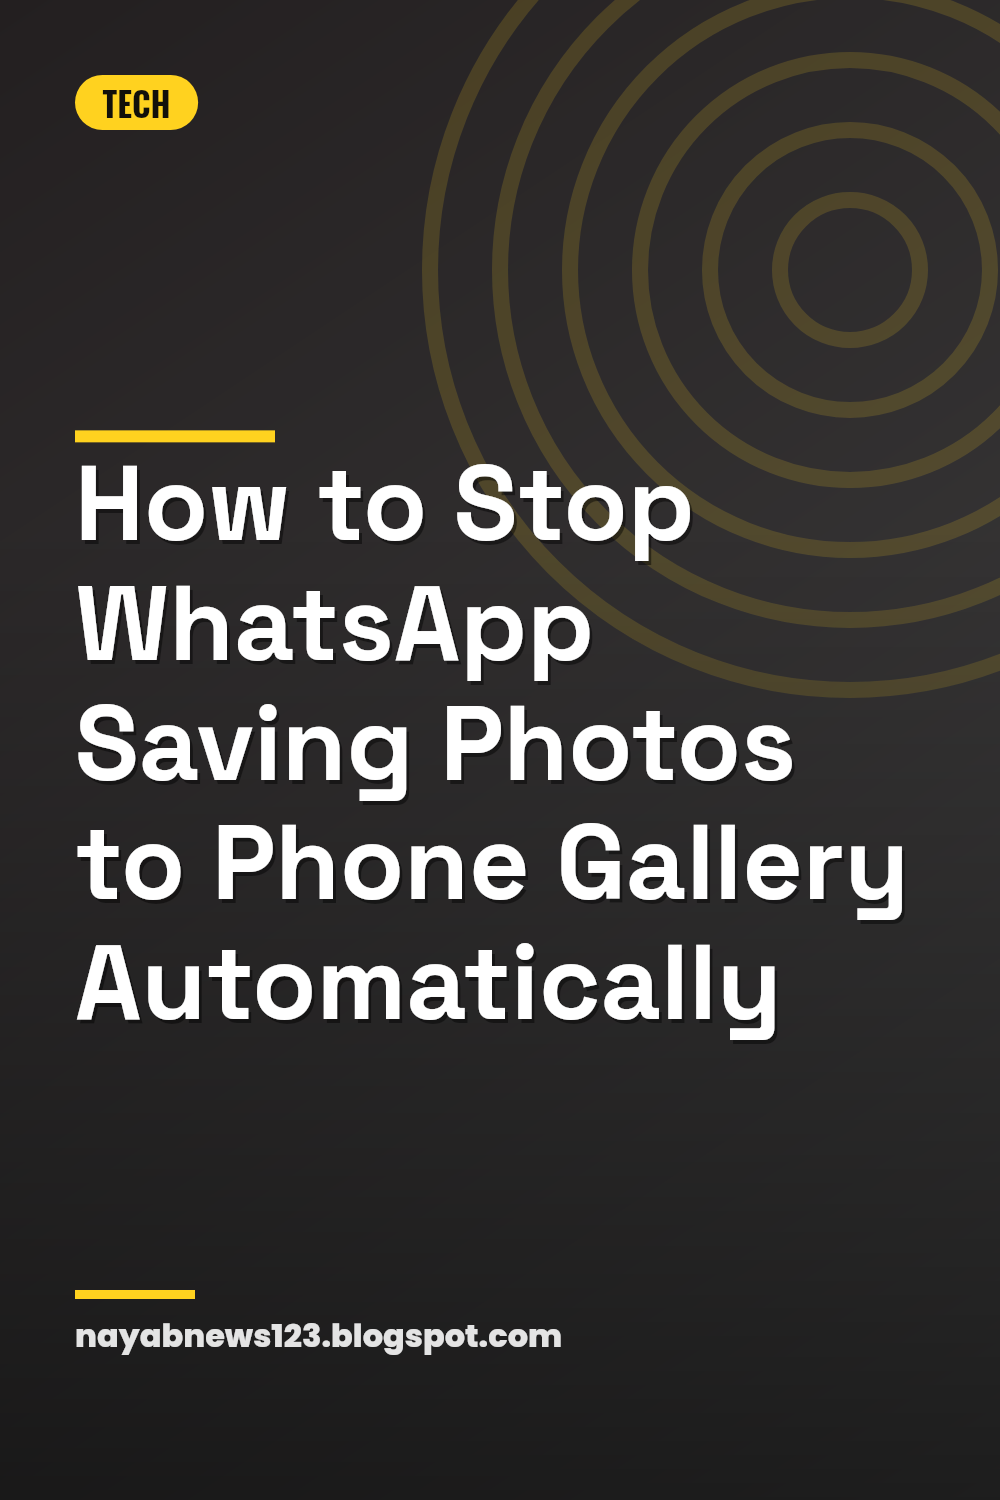 TECH
How to Stop
WhatsApp
Saving Photos
to Phone Gallery
Automatically
nayabnews123.blogspot.com